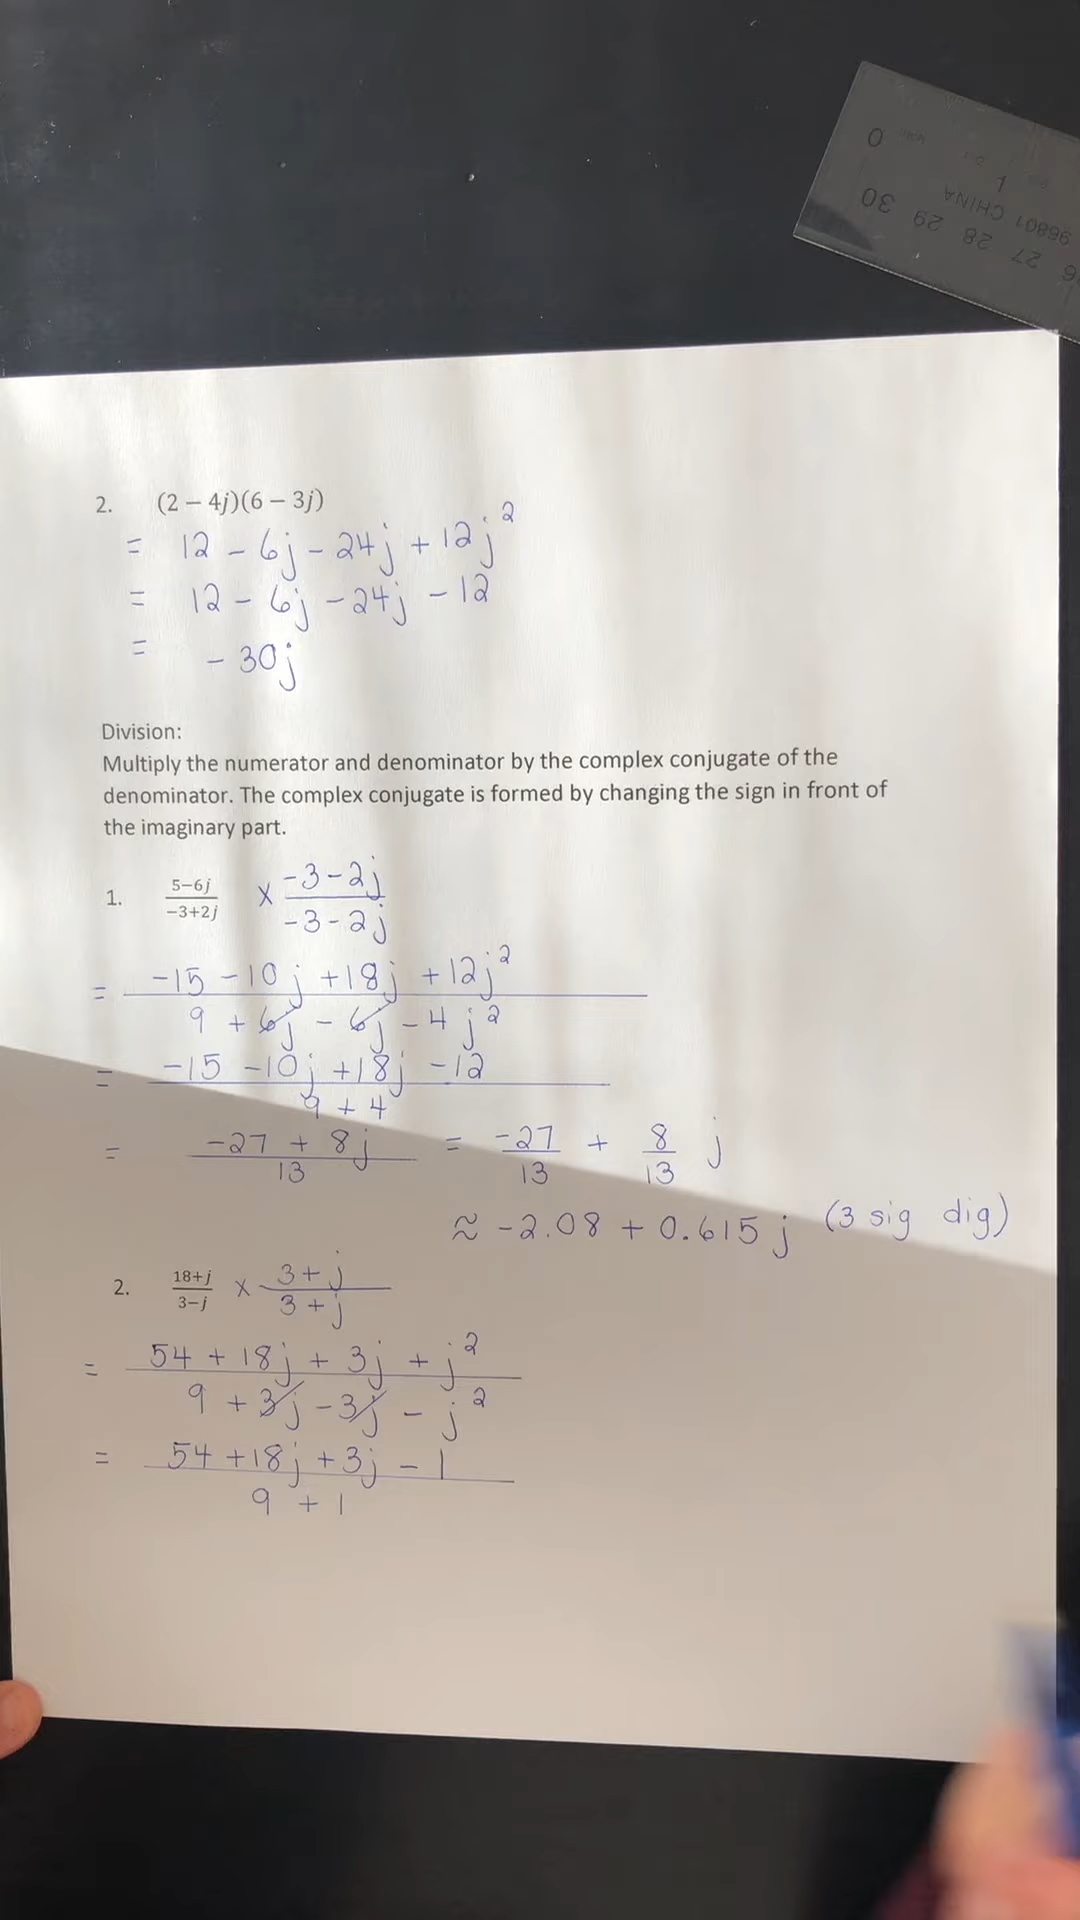 0
1
96801 CHINA
27 28 29 30
2. (2 – 4j)(6 – 3j)
= 12 - 6j - 24j + 12j²
= 12 - 6j - 24j - 12
= - 30j
Division:
Multiply the numerator and denominator by the complex conjugate of the
denominator. The complex conjugate is formed by changing the sign in front of
the imaginary part.
1. (5−6j)/(−3+2j) × (-3-2j)/(-3-2j)
= (-15 -10j +18j +12j²)/(9 + 6j - 6j - 4j²)
= (-15 -10j +18j -12)/(9 + 4)
= (-27 + 8j)/13 = -27/13 + 8/13 j
≈ -2.08 + 0.615j (3 sig dig)
2. (18+j)/(3−j) × (3+j)/(3+j)
= (54 + 18j + 3j + j²)/(9 + 3j - 3j - j²)
= (54 + 18j + 3j - 1)/(9 + 1)